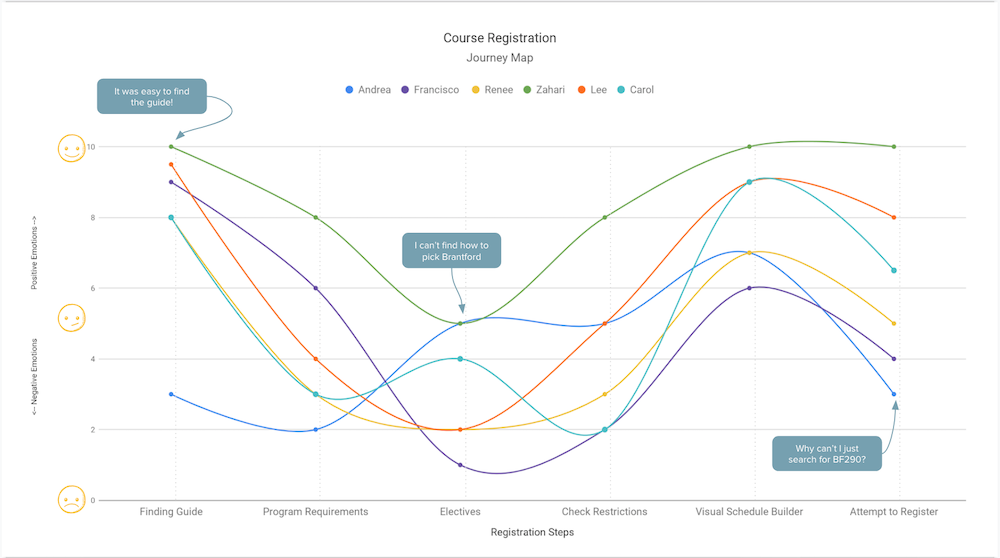 Course Registration
Journey Map
Andrea Francisco Renee Zahari Lee Carol
It was easy to find
the guide!
10
8
I can't find how to
pick Brantford
Positive Emotions -->
6
4
<-- Negative Emotions
2
Why can't I just
search for BF290?
0
Finding Guide Program Requirements Electives Check Restrictions Visual Schedule Builder Attempt to Register
Registration Steps